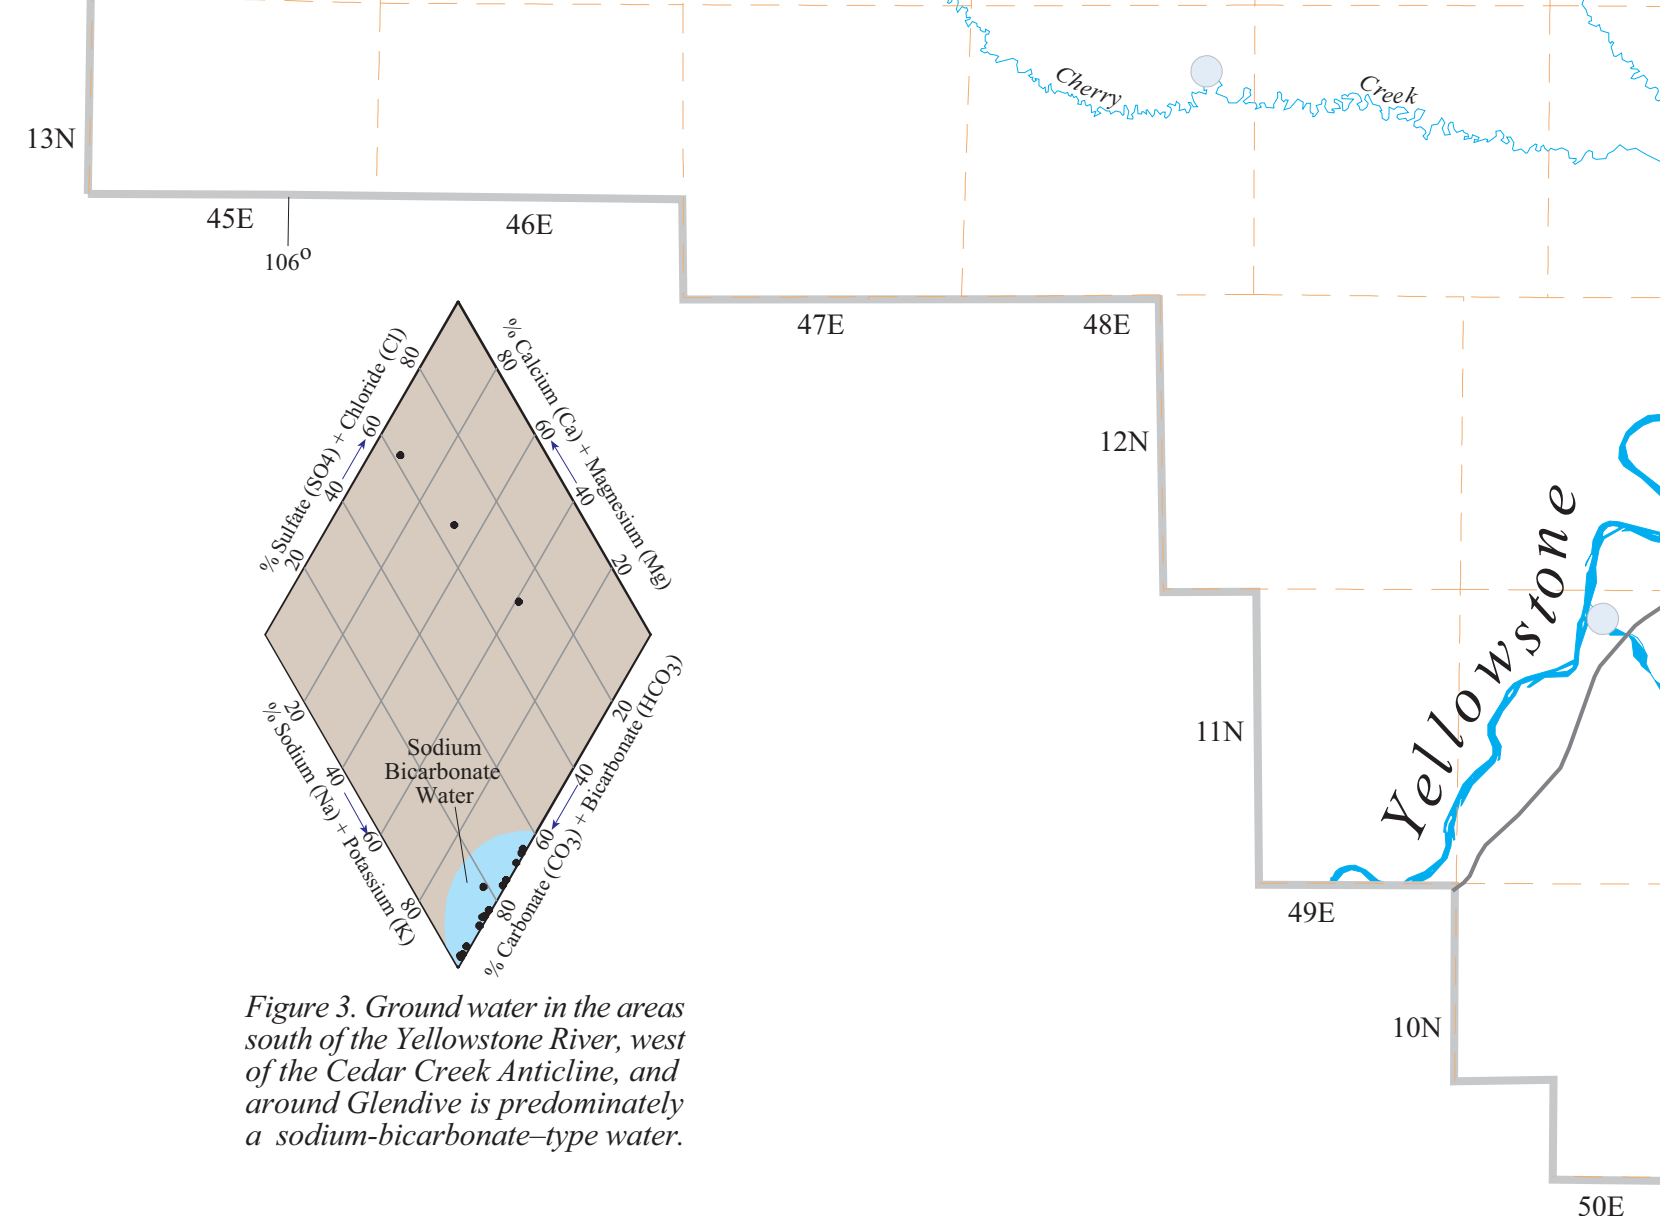 Cherry
Creek
13N
45E
46E
106º
47E
48E
12N
% Sulfate (SO4) + Chloride (Cl)
20
40
60
80
% Calcium (Ca) + Magnesium (Mg)
80
60
40
20
Yellowstone
11N
% Sodium (Na) + Potassium (K)
20
40
60
80
Sodium
Bicarbonate
Water
% Carbonate (CO3) + Bicarbonate (HCO3)
20
40
60
80
49E
10N
Figure 3. Ground water in the areas
south of the Yellowstone River, west
of the Cedar Creek Anticline, and
around Glendive is predominately
a sodium-bicarbonate–type water.
50E